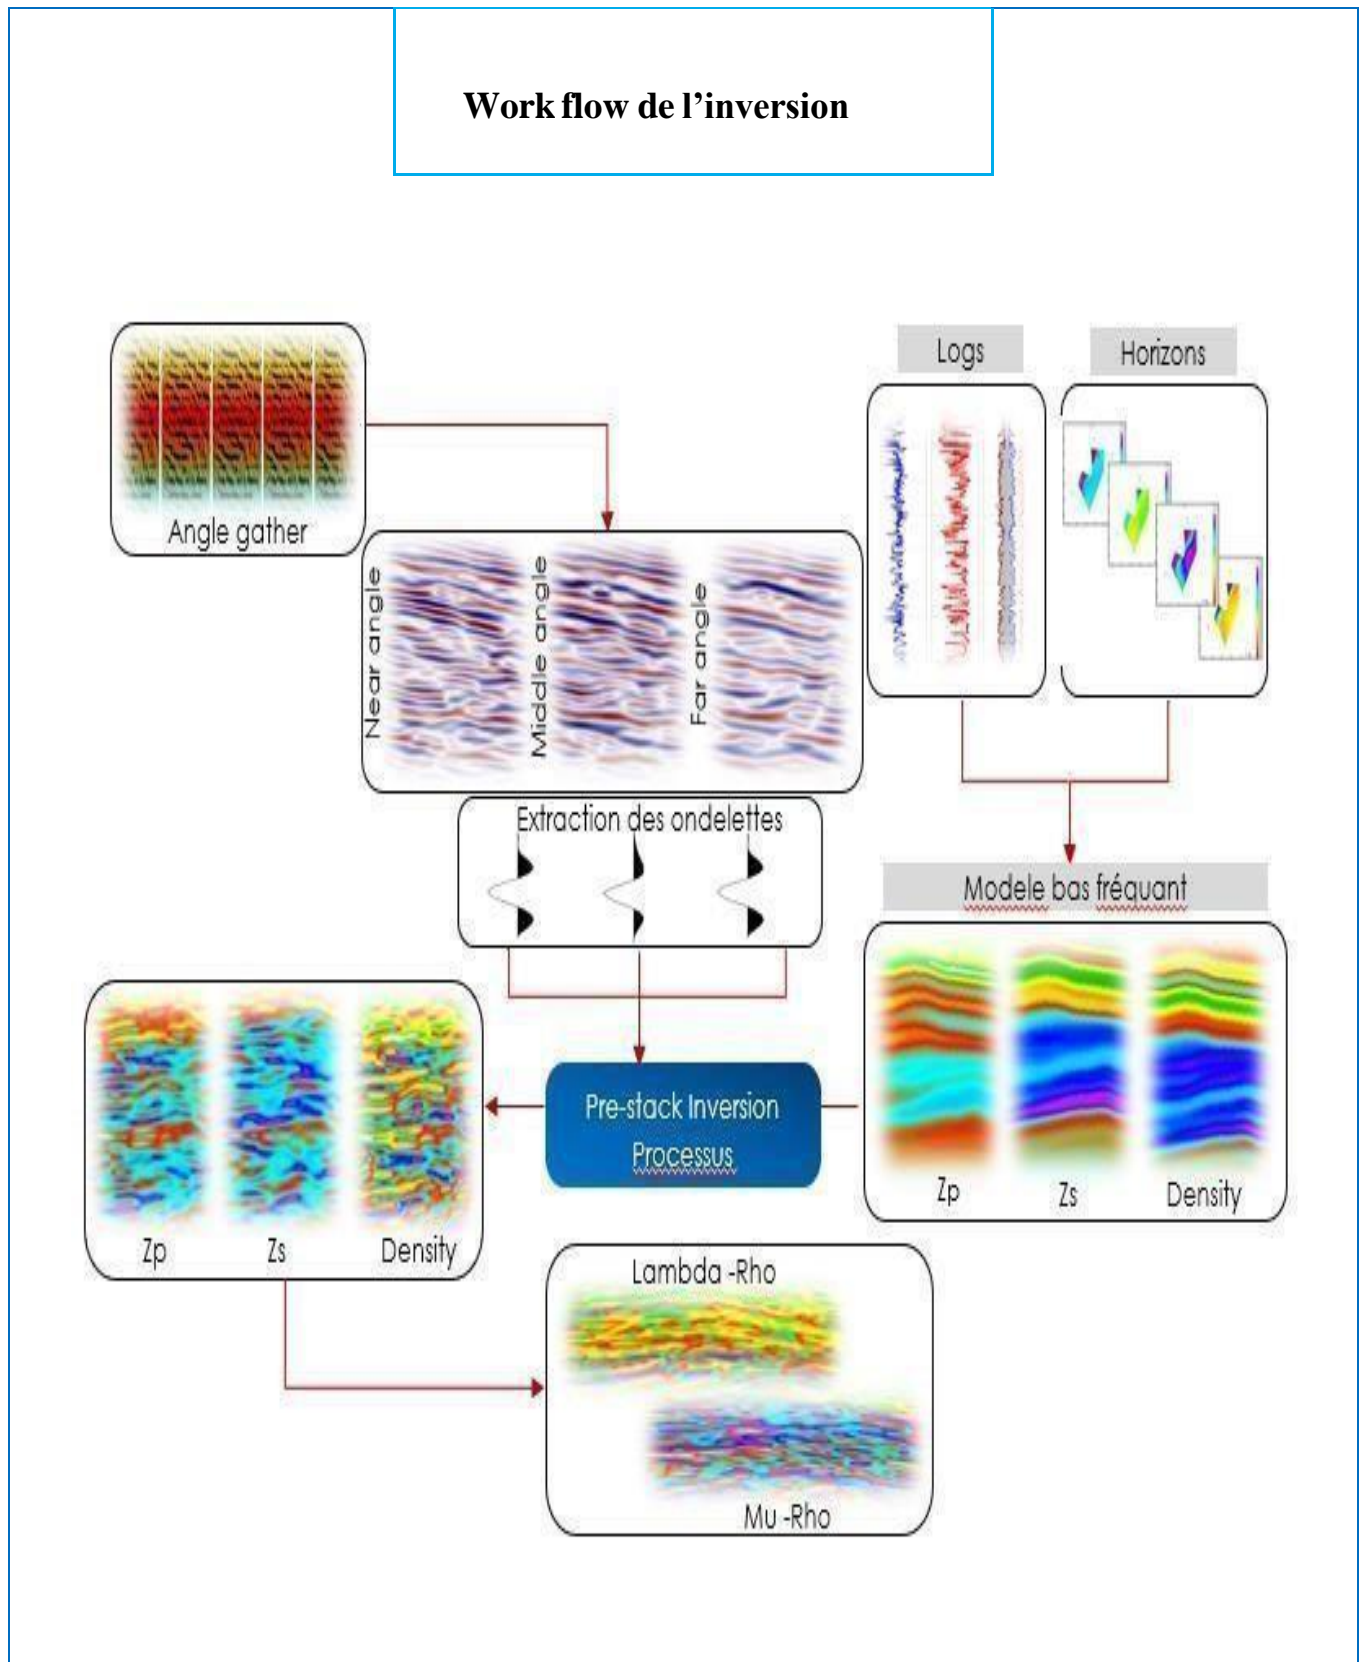 Work flow de l’inversion
Logs
Horizons
Angle gather
Near angle
Middle angle
Far angle
Extraction des ondelettes
Modele bas fréquant
Pre-stack Inversion
Processus
Zp
Zs
Density
Zp
Zs
Density
Lambda -Rho
Mu -Rho